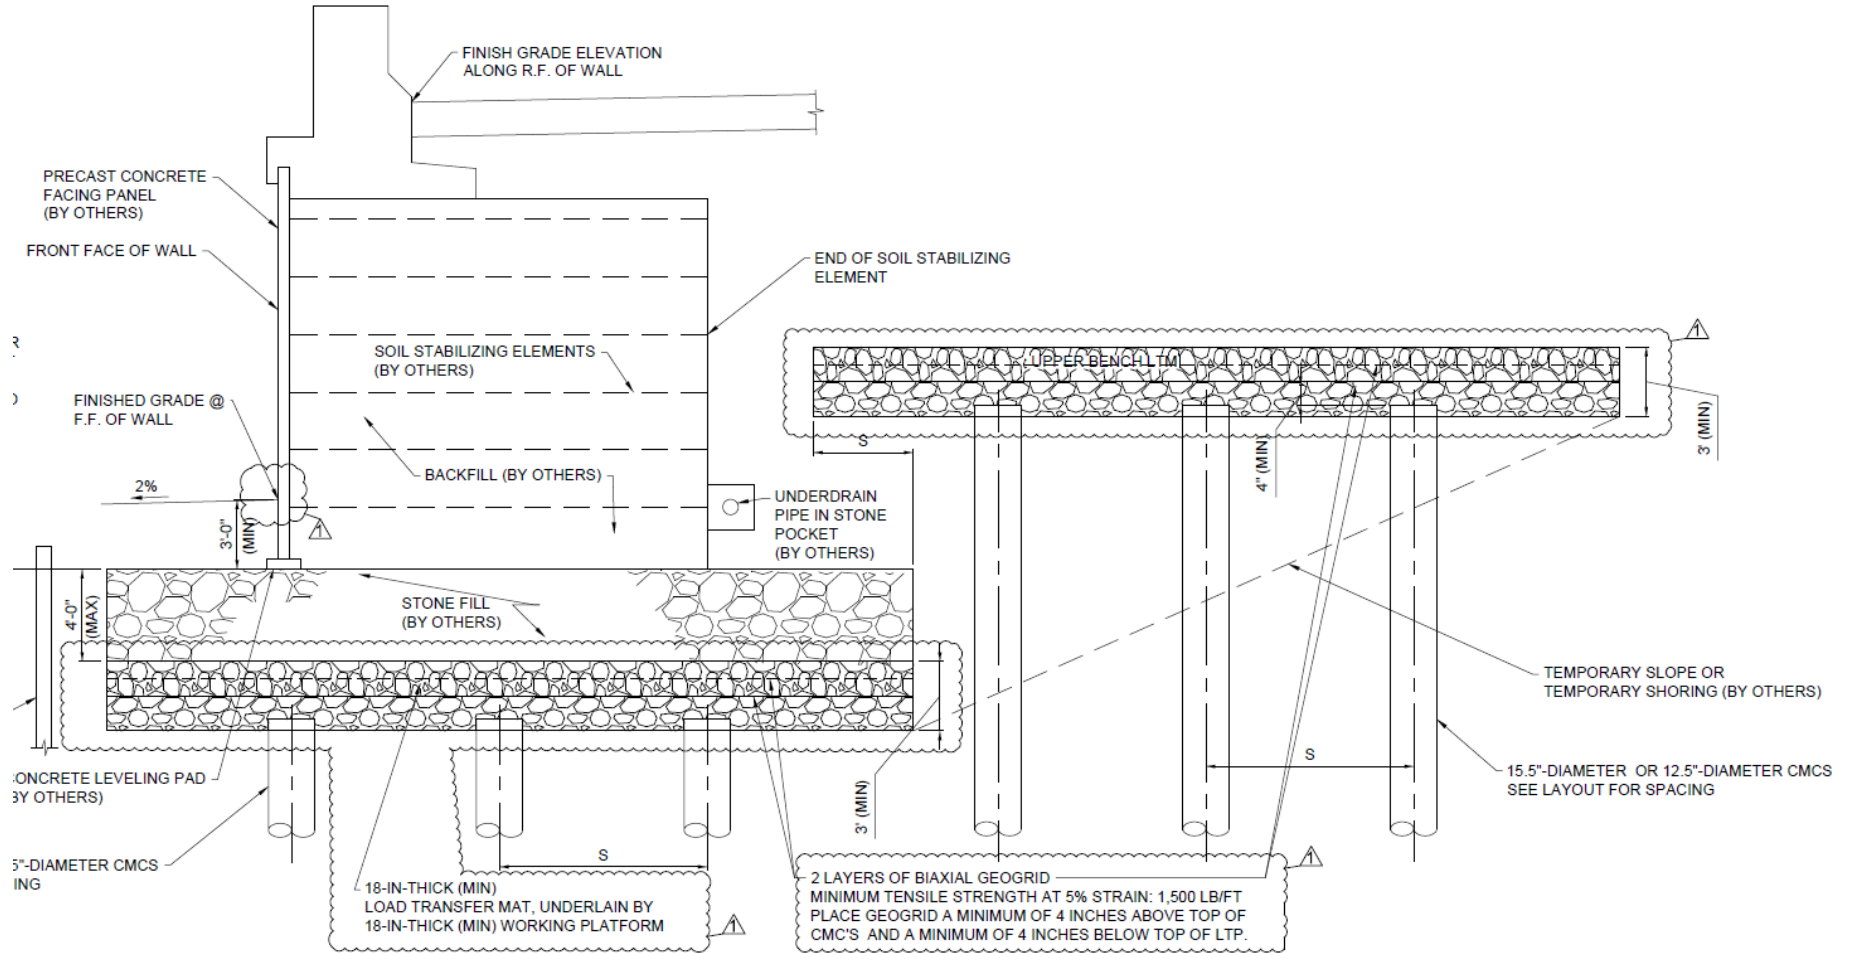 FINISH GRADE ELEVATION
ALONG R.F. OF WALL
PRECAST CONCRETE
FACING PANEL
(BY OTHERS)
FRONT FACE OF WALL
END OF SOIL STABILIZING
ELEMENT
R
SOIL STABILIZING ELEMENTS
(BY OTHERS)
UPPER BENCH LTM
1
FINISHED GRADE @
F.F. OF WALL
3' (MIN)
S
4" (MIN)
BACKFILL (BY OTHERS)
2%
UNDERDRAIN
PIPE IN STONE
POCKET
(BY OTHERS)
1
3'-0"
(MIN)
4'-0"
(MAX)
STONE FILL
(BY OTHERS)
TEMPORARY SLOPE OR
TEMPORARY SHORING (BY OTHERS)
CONCRETE LEVELING PAD
BY OTHERS)
3' (MIN)
S
15.5"-DIAMETER OR 12.5"-DIAMETER CMCS
SEE LAYOUT FOR SPACING
5"-DIAMETER CMCS
ING
S
18-IN-THICK (MIN)
LOAD TRANSFER MAT, UNDERLAIN BY
18-IN-THICK (MIN) WORKING PLATFORM
1
2 LAYERS OF BIAXIAL GEOGRID
MINIMUM TENSILE STRENGTH AT 5% STRAIN: 1,500 LB/FT
PLACE GEOGRID A MINIMUM OF 4 INCHES ABOVE TOP OF
CMC'S AND A MINIMUM OF 4 INCHES BELOW TOP OF LTP.
1